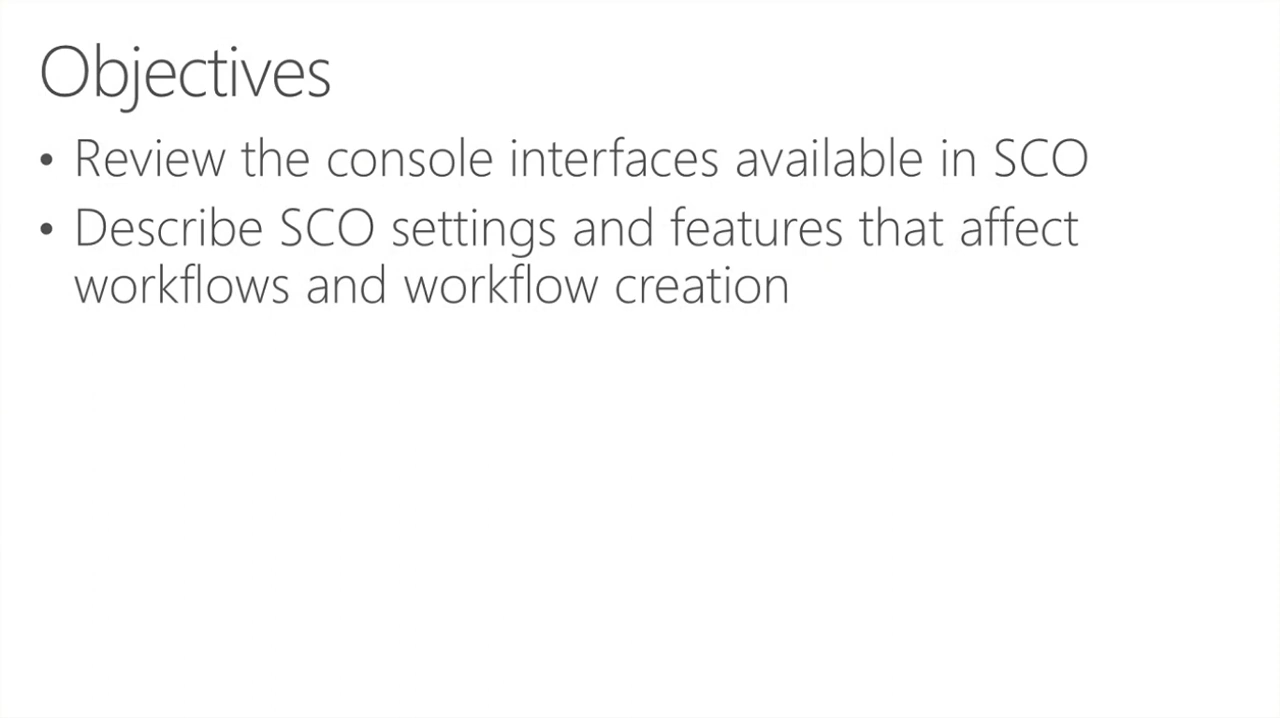 Objectives
• Review the console interfaces available in SCO
• Describe SCO settings and features that affect
workflows and workflow creation